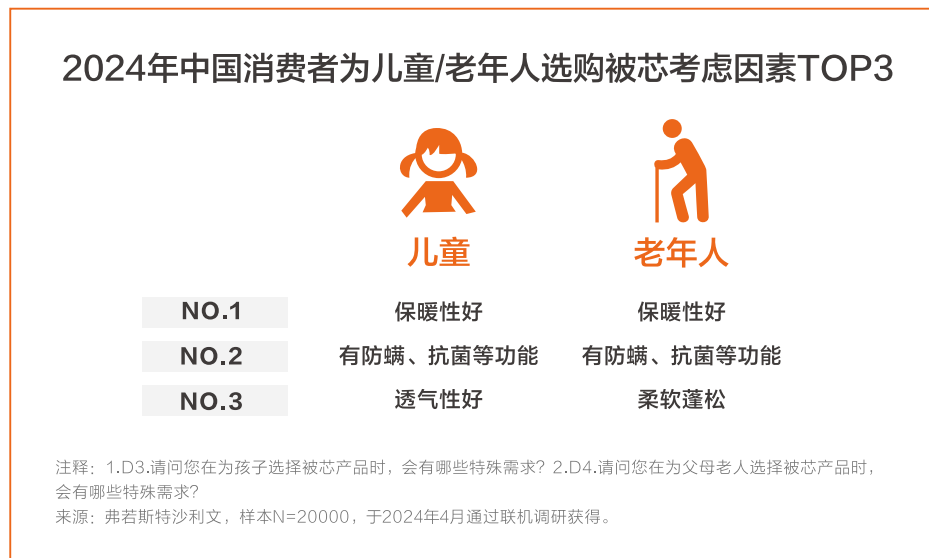 2024年中国消费者为儿童/老年人选购被芯考虑因素TOP3
儿童 老年人
NO.1 保暖性好 保暖性好
NO.2 有防螨、抗菌等功能 有防螨、抗菌等功能
NO.3 透气性好 柔软蓬松
注释：1.D3.请问您在为孩子选择被芯产品时，会有哪些特殊需求？2.D4.请问您在为父母老人选择被芯产品时，
会有哪些特殊需求？
来源：弗若斯特沙利文，样本N=20000，于2024年4月通过联机调研获得。